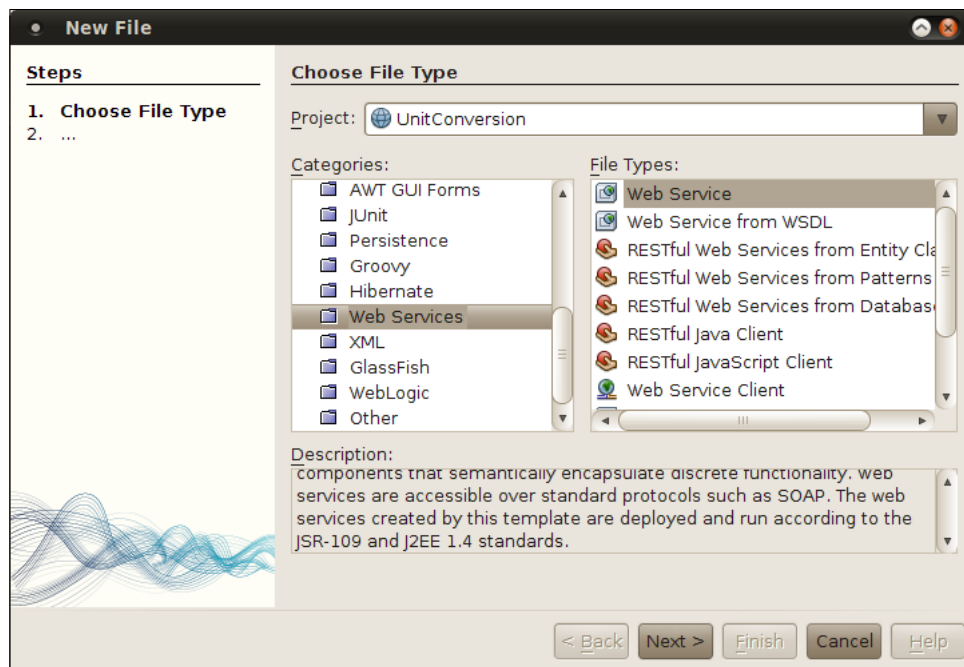 New File
Steps
1. Choose File Type
2. ...
Choose File Type
Project: UnitConversion
Categories:
AWT GUI Forms
JUnit
Persistence
Groovy
Hibernate
Web Services
XML
GlassFish
WebLogic
Other
File Types:
Web Service
Web Service from WSDL
RESTful Web Services from Entity Cla
RESTful Web Services from Patterns
RESTful Web Services from Databas
RESTful Java Client
RESTful JavaScript Client
Web Service Client
Description:
components that semantically encapsulate discrete functionality. Web
services are accessible over standard protocols such as SOAP. The web
services created by this template are deployed and run according to the
JSR-109 and J2EE 1.4 standards.
< Back Next > Finish Cancel Help